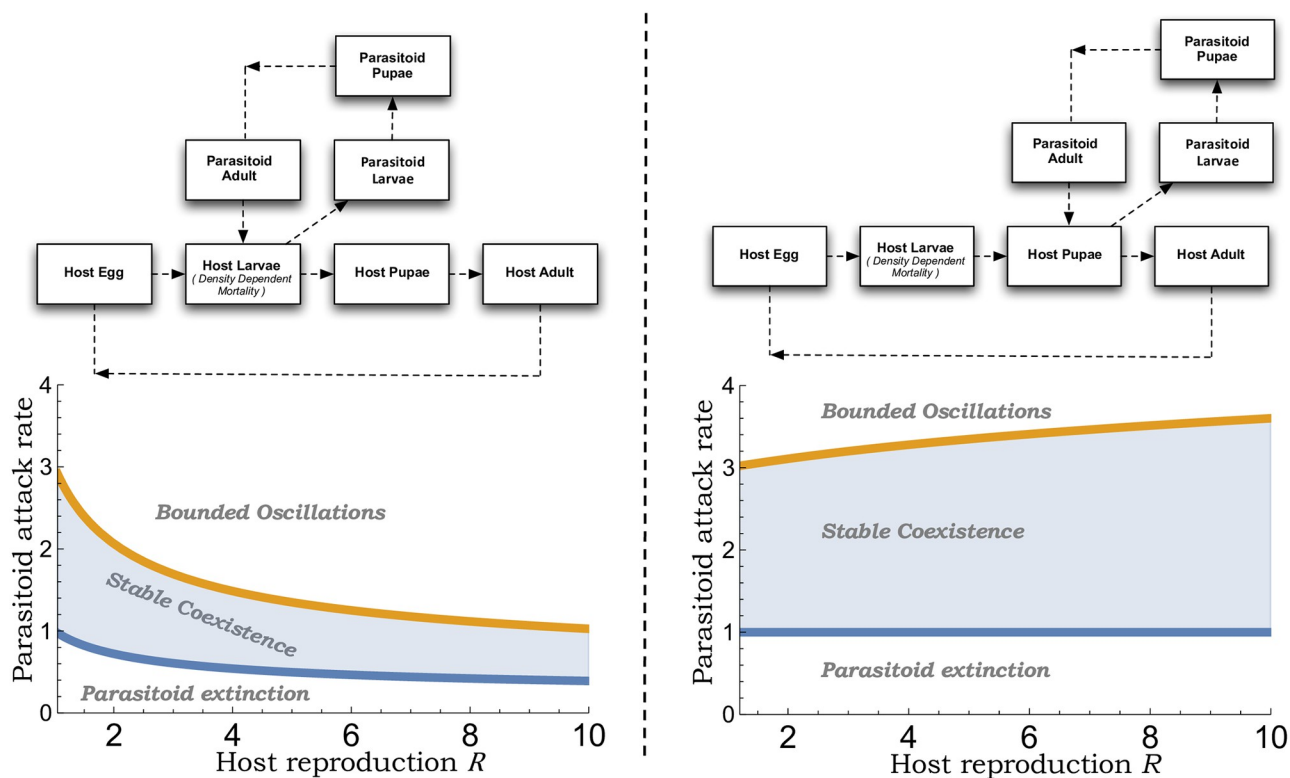 Parasitoid
Pupae
Parasitoid
Adult
Parasitoid
Larvae
Host Egg
Host Larvae
( Density Dependent
Mortality )
Host Pupae
Host Adult
4
3
2
1
0
Parasitoid attack rate
Bounded Oscillations
Stable Coexistence
Parasitoid extinction
2
4
6
8
10
Host reproduction R
Parasitoid
Pupae
Parasitoid
Adult
Parasitoid
Larvae
Host Egg
Host Larvae
( Density Dependent
Mortality )
Host Pupae
Host Adult
4
3
2
1
0
Parasitoid attack rate
Bounded Oscillations
Stable Coexistence
Parasitoid extinction
2
4
6
8
10
Host reproduction R